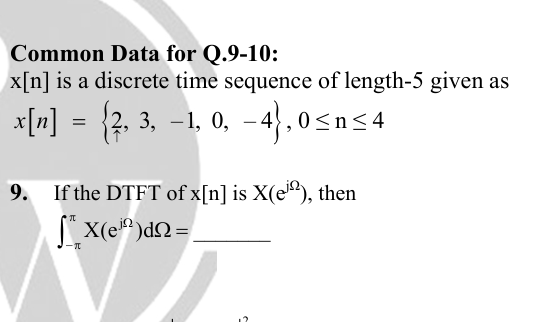 Common Data for Q.9-10:
x[n] is a discrete time sequence of length-5 given as
x[n] = {2, 3, −1, 0, −4}, 0 ≤ n ≤ 4
↑
9. If the DTFT of x[n] is X(e^{jΩ}), then
∫_{−π}^{π} X(e^{jΩ})dΩ = ________